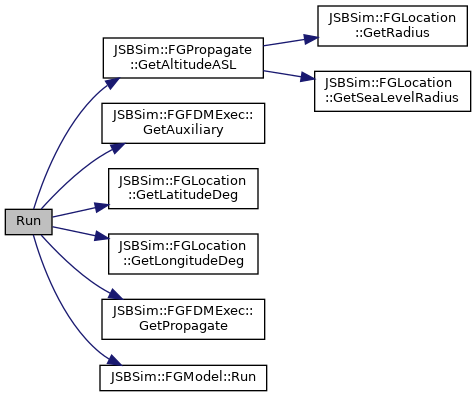 Run
JSBSim::FGPropagate
::GetAltitudeASL
JSBSim::FGLocation
::GetRadius
JSBSim::FGLocation
::GetSeaLevelRadius
JSBSim::FGFDMExec::
GetAuxiliary
JSBSim::FGLocation
::GetLatitudeDeg
JSBSim::FGLocation
::GetLongitudeDeg
JSBSim::FGFDMExec::
GetPropagate
JSBSim::FGModel::Run